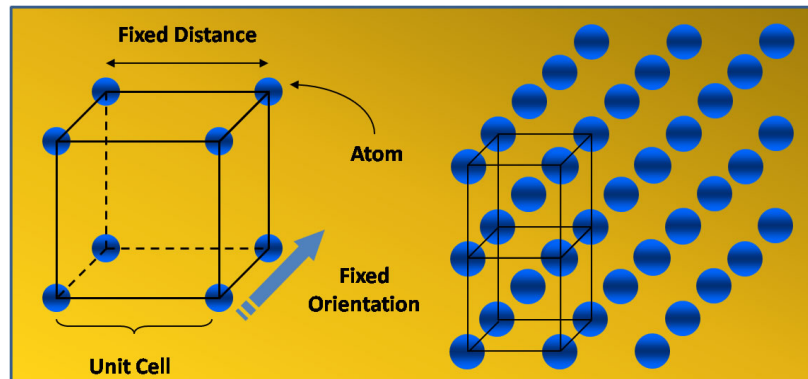 Fixed Distance
Atom
Fixed
Orientation
Unit Cell